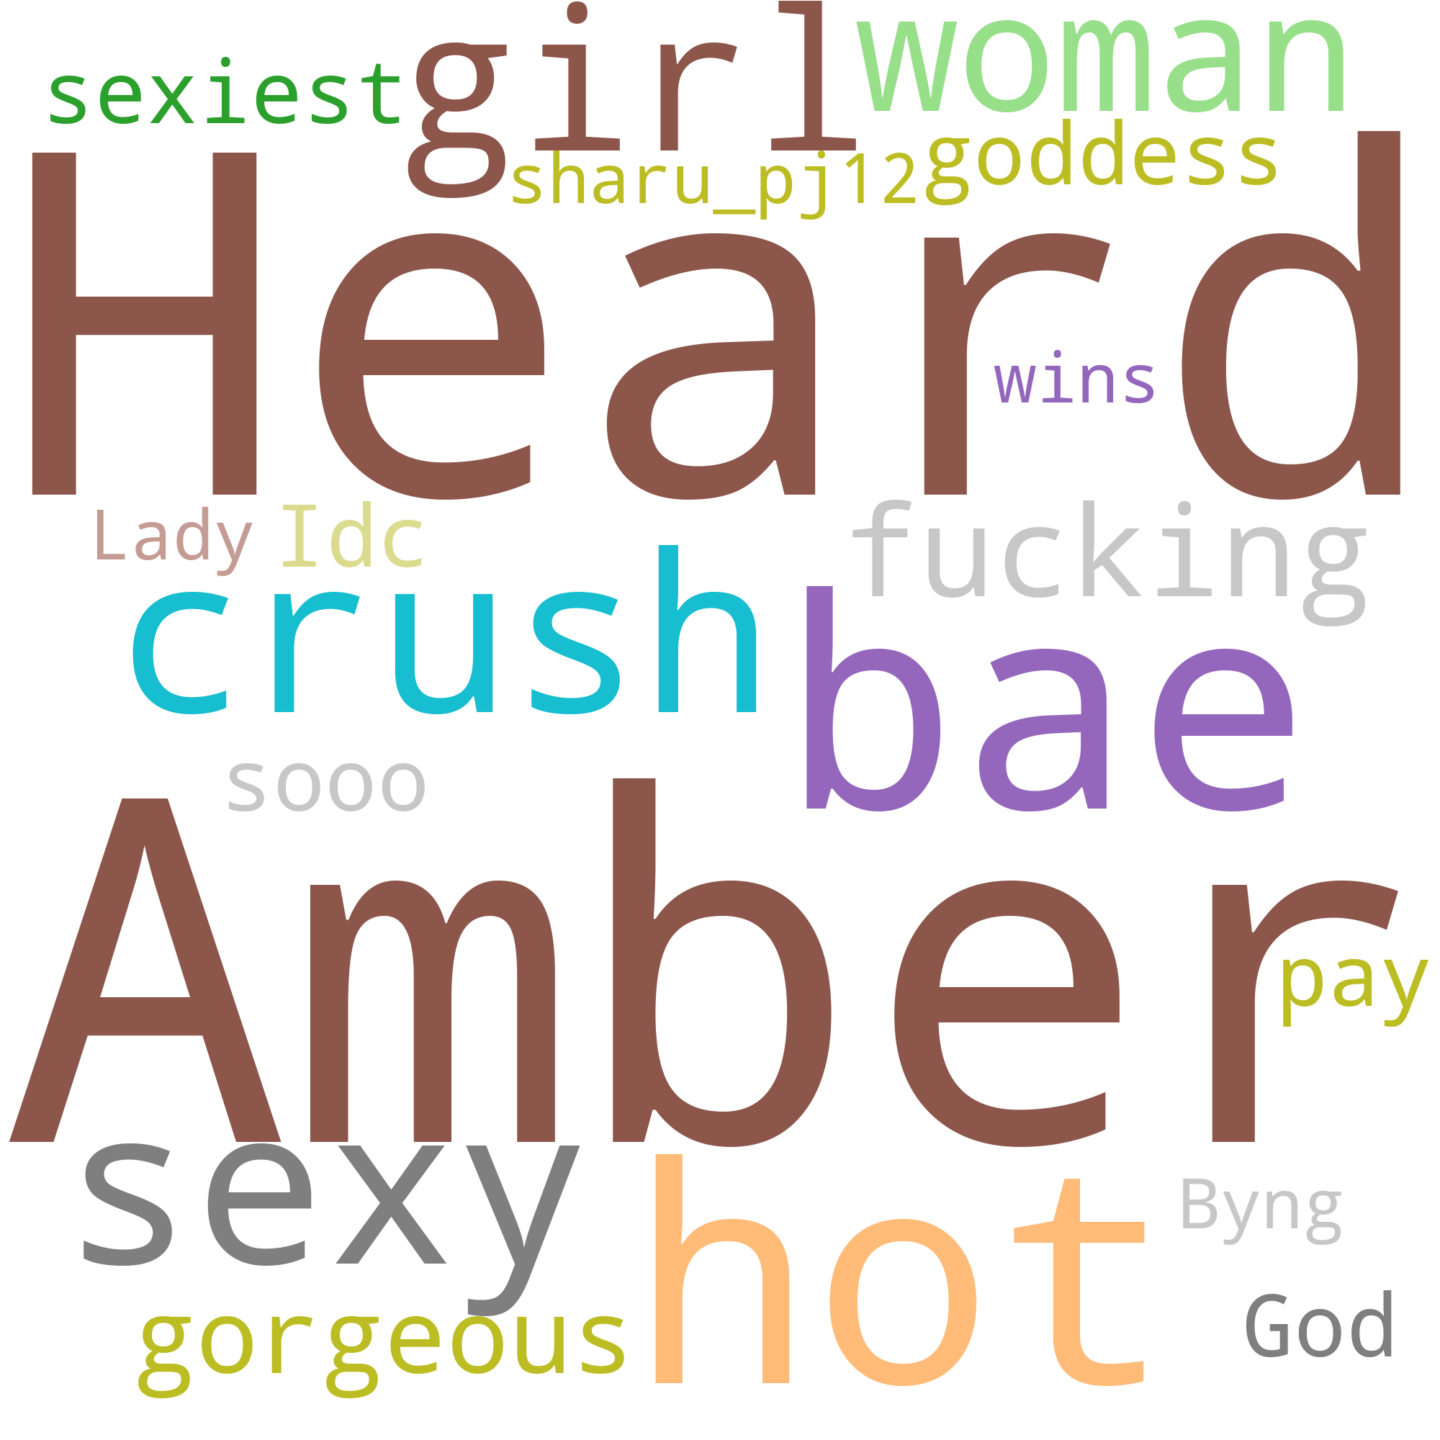 girl woman
sexiest
sharu_pj12 goddess
Heard
wins
Lady Idc fucking
crush bae
sooo
Amber
pay
sexy hot
Byng
gorgeous God